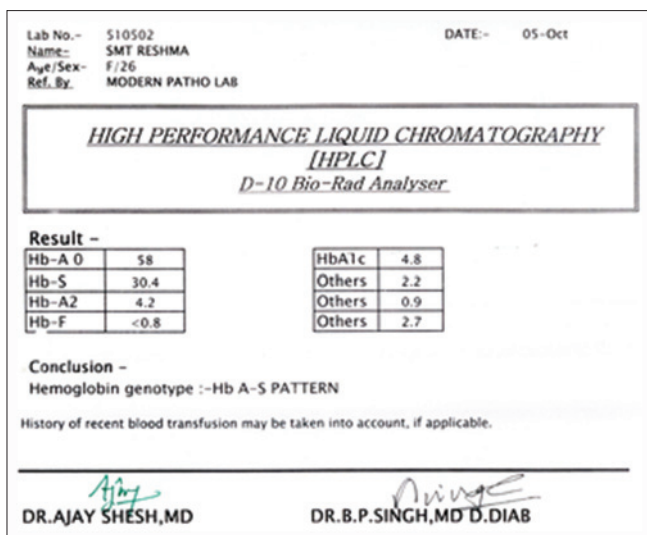 Lab No.- 510502 DATE:- 05-Oct
Name- SMT RESHMA
Aye/Sex- F/26
Ref. By MODERN PATHO LAB
HIGH PERFORMANCE LIQUID CHROMATOGRAPHY
[HPLC]
D-10 Bio-Rad Analyser
Result -
Hb-A 0 58 HbA1c 4.8
Hb-S 30.4 Others 2.2
Hb-A2 4.2 Others 0.9
Hb-F <0.8 Others 2.7
Conclusion -
Hemoglobin genotype :-Hb A-S PATTERN
History of recent blood transfusion may be taken into account, if applicable.
Ajay
DR.AJAY SHESH,MD DR.B.P.SINGH,MD D.DIAB